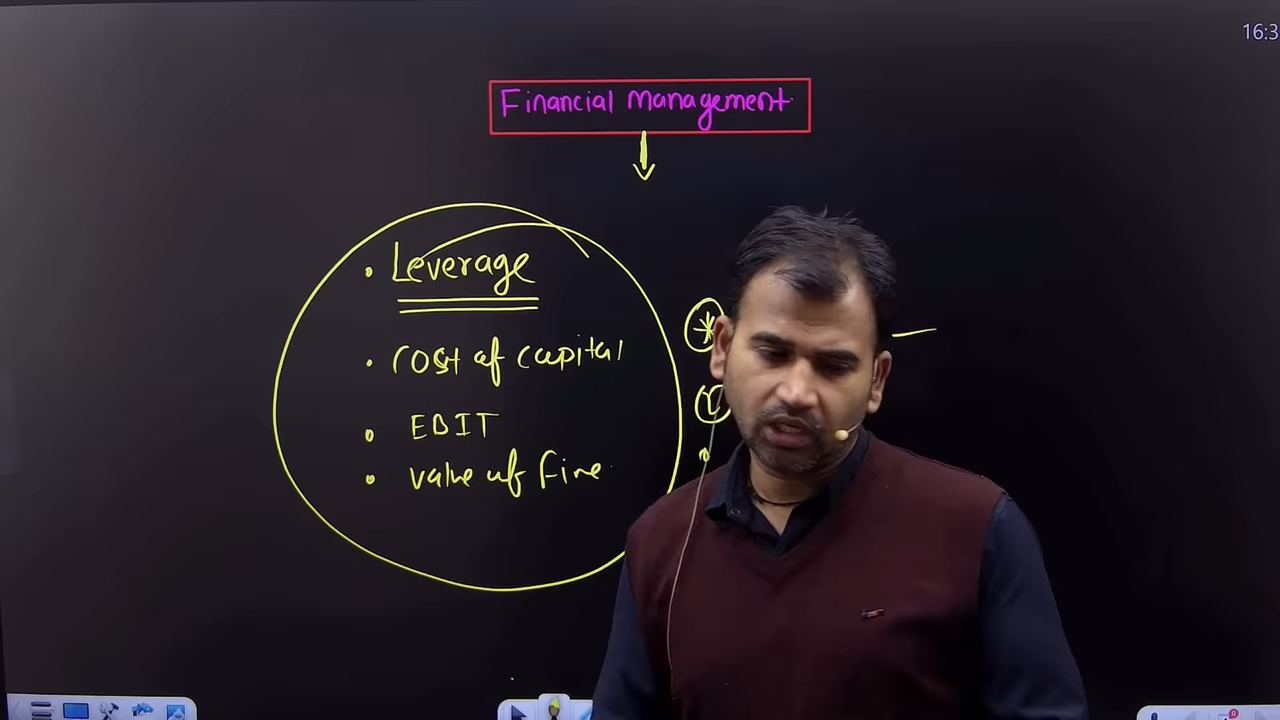 16:3
Financial management
• Leverage
• cost of capital
• EBIT
• value of fire